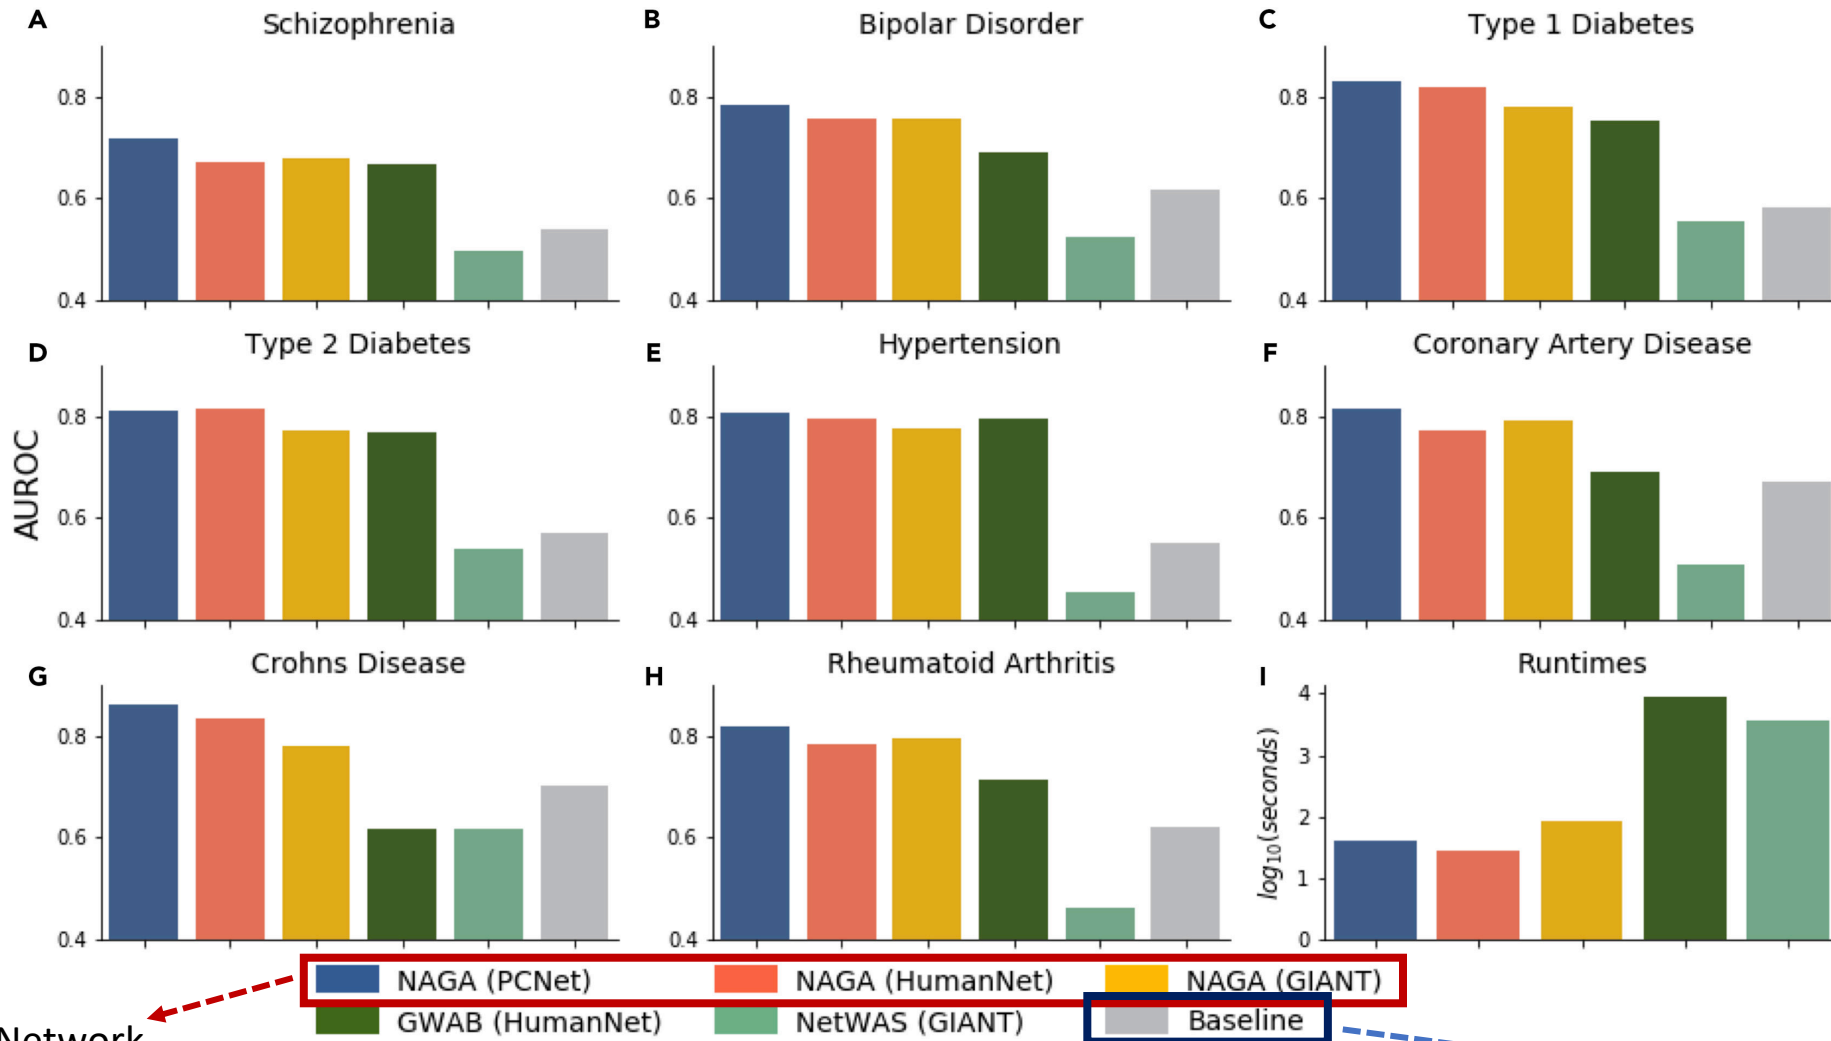 A Schizophrenia
B Bipolar Disorder
C Type 1 Diabetes
0.8
0.6
0.4
0.8
0.6
0.4
0.8
0.6
0.4
D Type 2 Diabetes
E Hypertension
F Coronary Artery Disease
AUROC
0.8
0.6
0.4
0.8
0.6
0.4
0.8
0.6
0.4
G Crohns Disease
H Rheumatoid Arthritis
I Runtimes
0.8
0.6
0.4
0.8
0.6
0.4
log10(seconds)
4
3
2
1
0
NAGA (PCNet) NAGA (HumanNet) NAGA (GIANT)
GWAB (HumanNet) NetWAS (GIANT) Baseline
Network